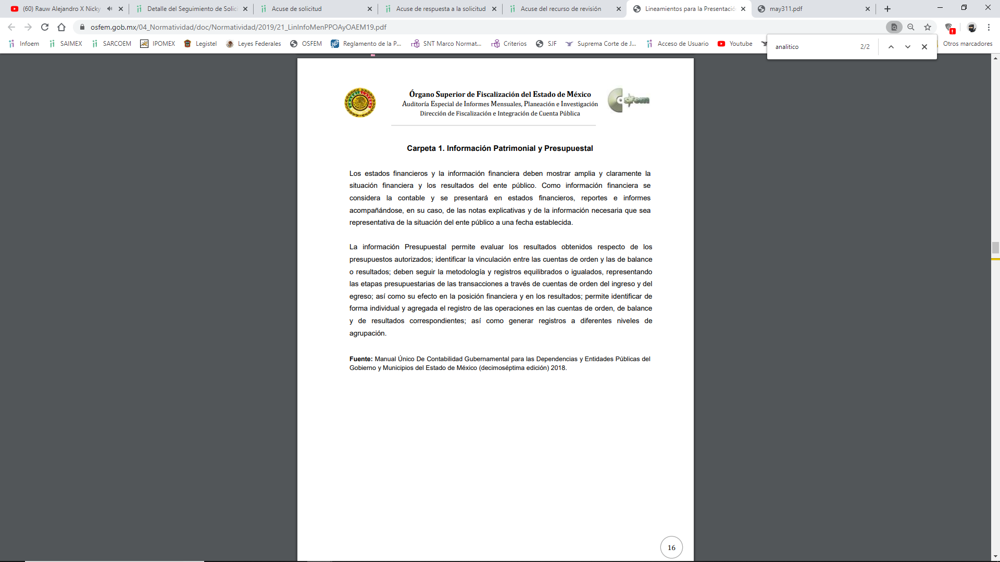 (60) Rauw Alejandro X Nicky
Detalle del Seguimiento de Solici
Acuse de solicitud
Acuse de respuesta a la solicitud
Acuse del recurso de revisión
Lineamientos para la Presentació
may311.pdf
osfem.gob.mx/04_Normatividad/doc/Normatividad/2019/21_LinInfoMenPPOAyOAEM19.pdf
Infoem
SAIMEX
SARCOEM
IPOMEX
Legistel
Leyes Federales
OSFEM
Reglamento de la P...
SNT Marco Normat...
Criterios
SJF
Suprema Corte de J...
Acceso de Usuario
Youtube
Otros marcadores
analitico
2/2
Órgano Superior de Fiscalización del Estado de México
Auditoría Especial de Informes Mensuales, Planeación e Investigación
Dirección de Fiscalización e Integración de Cuenta Pública
osfem
Carpeta 1. Información Patrimonial y Presupuestal
Los estados financieros y la información financiera deben mostrar amplia y claramente la
situación financiera y los resultados del ente público. Como información financiera se
considera la contable y se presentará en estados financieros, reportes e informes
acompañándose, en su caso, de las notas explicativas y de la información necesaria que sea
representativa de la situación del ente público a una fecha establecida.
La información Presupuestal permite evaluar los resultados obtenidos respecto de los
presupuestos autorizados; identificar la vinculación entre las cuentas de orden y las de balance
o resultados; deben seguir la metodología y registros equilibrados o igualados, representando
las etapas presupuestarias de las transacciones a través de cuentas de orden del ingreso y del
egreso; así como su efecto en la posición financiera y en los resultados; permite identificar de
forma individual y agregada el registro de las operaciones en las cuentas de orden, de balance
y de resultados correspondientes; así como generar registros a diferentes niveles de
agrupación.
Fuente: Manual Único De Contabilidad Gubernamental para las Dependencias y Entidades Públicas del
Gobierno y Municipios del Estado de México (decimoséptima edición) 2018.
16